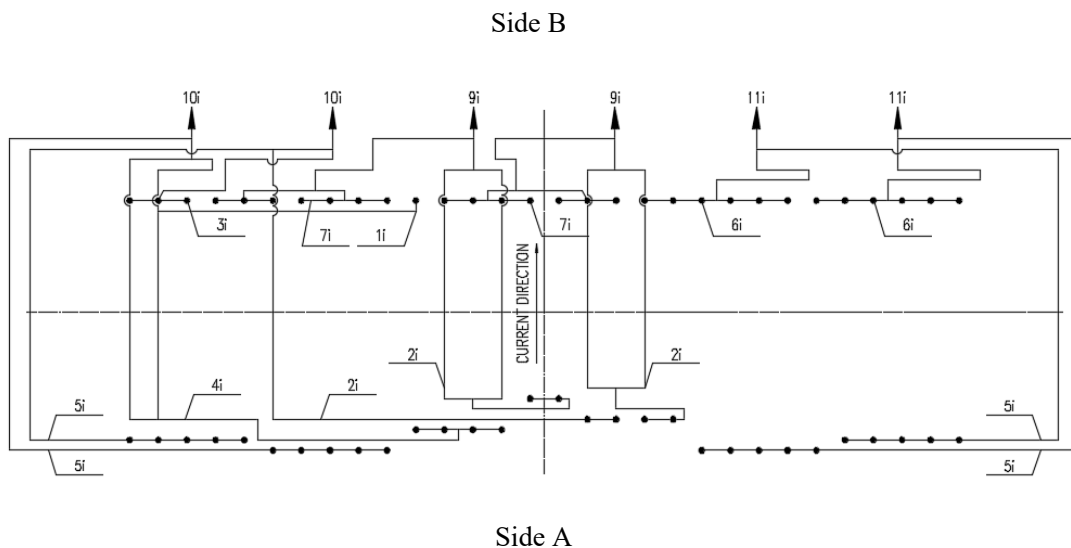 Side B
10i 10i 9i 9i 11i 11i
3i 7i 1i 7i 6i 6i
CURRENT DIRECTION
2i 2i
4i 2i
5i 5i
5i 5i
Side A